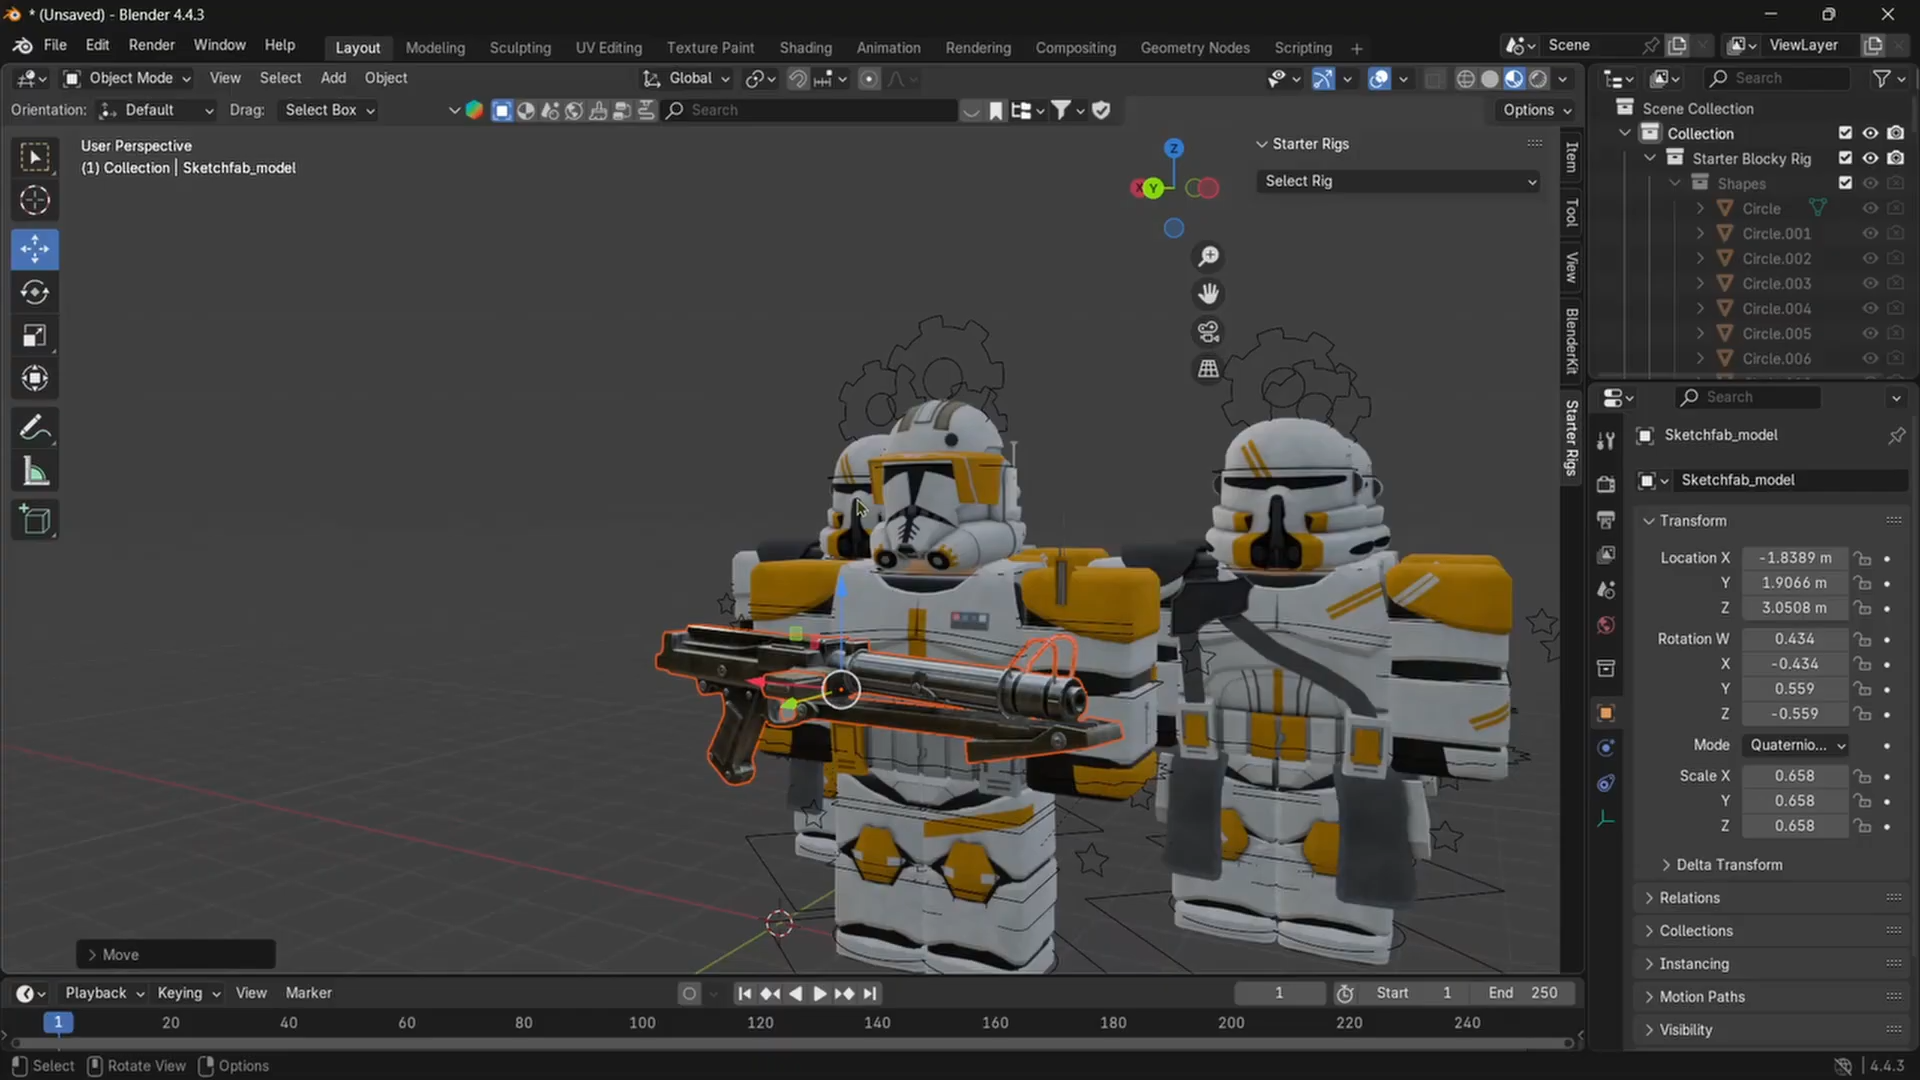 * (Unsaved) - Blender 4.4.3
File Edit Render Window Help Layout Modeling Sculpting UV Editing Texture Paint Shading Animation Rendering Compositing Geometry Nodes Scripting Scene ViewLayer
Object Mode View Select Add Object Global Search
Orientation: Default Drag: Select Box Search Options
User Perspective
(1) Collection | Sketchfab_model
Z
X Y
Starter Rigs
Select Rig
Item
Tool
View
BlenderKit
Starter Rigs
Scene Collection
Collection
Starter Blocky Rig
Shapes
Circle
Circle.001
Circle.002
Circle.003
Circle.004
Circle.005
Circle.006
Search
Sketchfab_model
Sketchfab_model
Transform
Location X -1.8389 m
Y 1.9066 m
Z 3.0508 m
Rotation W 0.434
X -0.434
Y 0.559
Z -0.559
Mode Quaternio...
Scale X 0.658
Y 0.658
Z 0.658
Delta Transform
Relations
Collections
Instancing
Motion Paths
Visibility
Move
Playback Keying View Marker 1 Start 1 End 250
1 20 40 60 80 100 120 140 160 180 200 220 240
Select Rotate View Options 4.4.3